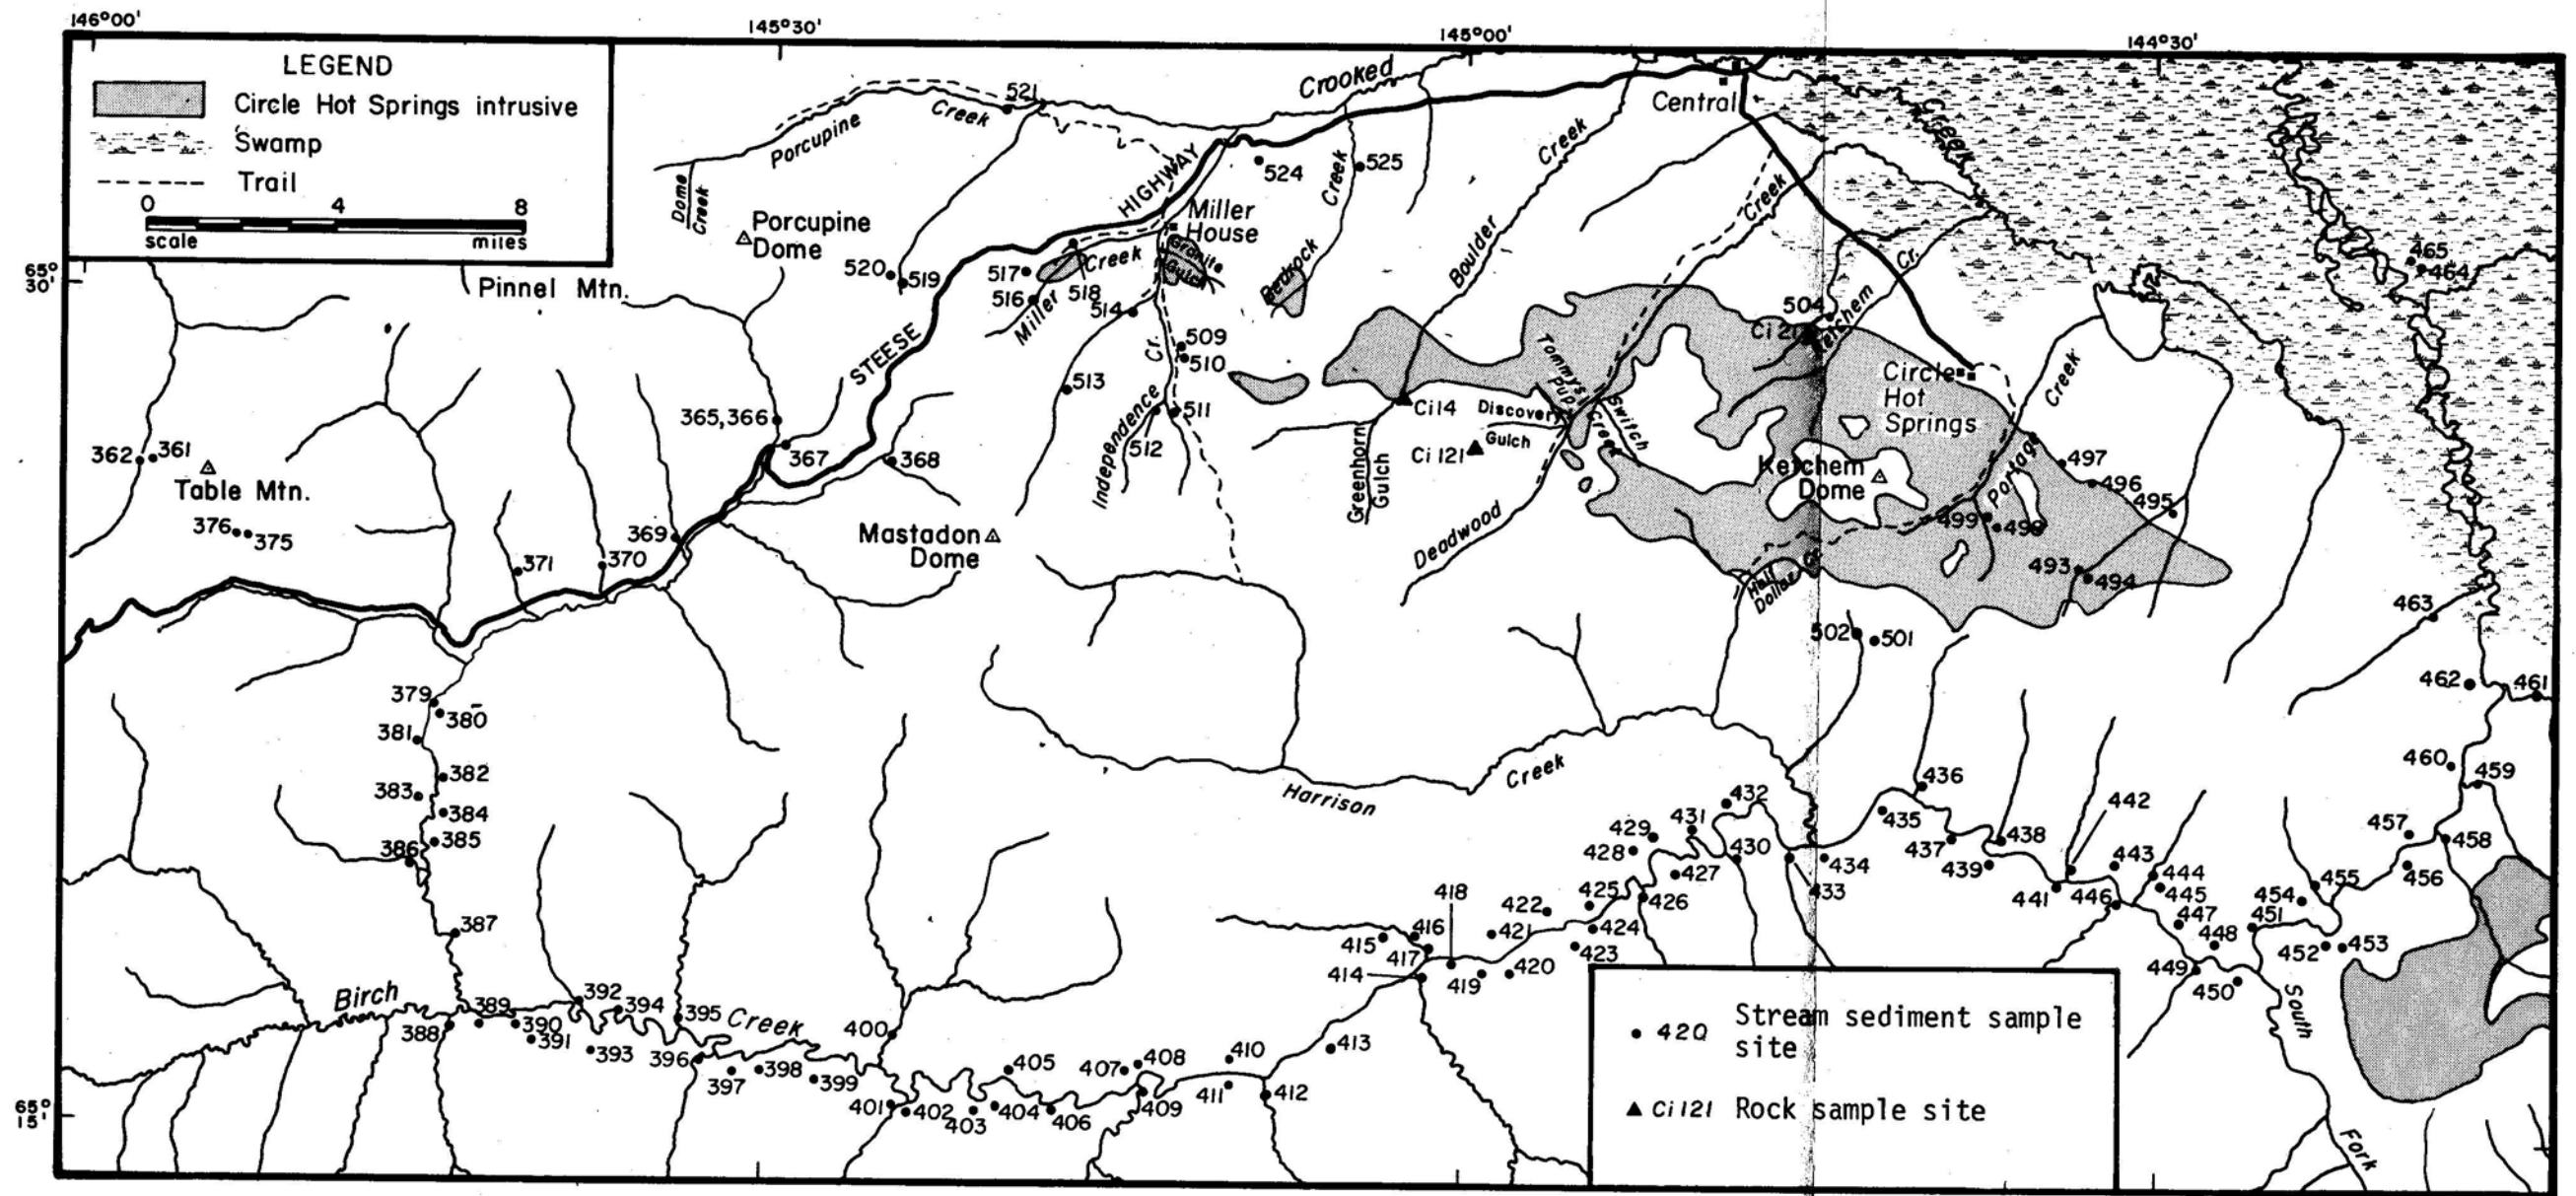 146°00'
145°30'
145°00'
144°30'
LEGEND
Circle Hot Springs intrusive
Swamp
Trail
0 4 8
scale miles
65°
30'
65°
15'
Crooked
Creek
Central
521
Porcupine
Creek
Dome
Creek
Porcupine
Dome
Pinnel Mtn.
HIGHWAY
STEESE
524
525
Creek
Bedrock
Miller
House
Granite
Gulch
Creek
Miller
520
519
517
516
518
514
509
510
513
511
512
Independence
Cr.
Boulder
Creek
Creek
Deadwood
504
Ketchem
Cr.
Circle
Hot
Springs
Tommys
Pup
Switch
Creek
Ci14
Discovery
Gulch
Ci 121
Greenhorn
Gulch
Ketchem
Dome
Portage
Creek
Half
Dollar Cr.
465
464
497
496
495
499
498
493
494
502
501
463
462
461
365,366
367
368
362
361
Table Mtn.
376
375
369
370
371
Mastadon
Dome
379
380
381
382
383
384
385
386
387
Harrison
Creek
460
459
436
435
432
431
430
429
428
427
426
425
424
423
422
421
420
419
418
417
416
415
414
413
434
433
437
438
439
441
442
443
444
445
446
447
448
449
450
451
452
453
454
455
456
457
458
Birch
Creek
388
389
390
391
392
393
394
395
396
397
398
399
400
401
402
403
404
405
406
407
408
409
410
411
412
South
Fork
420 Stream sediment sample
site
Ci 121 Rock sample site